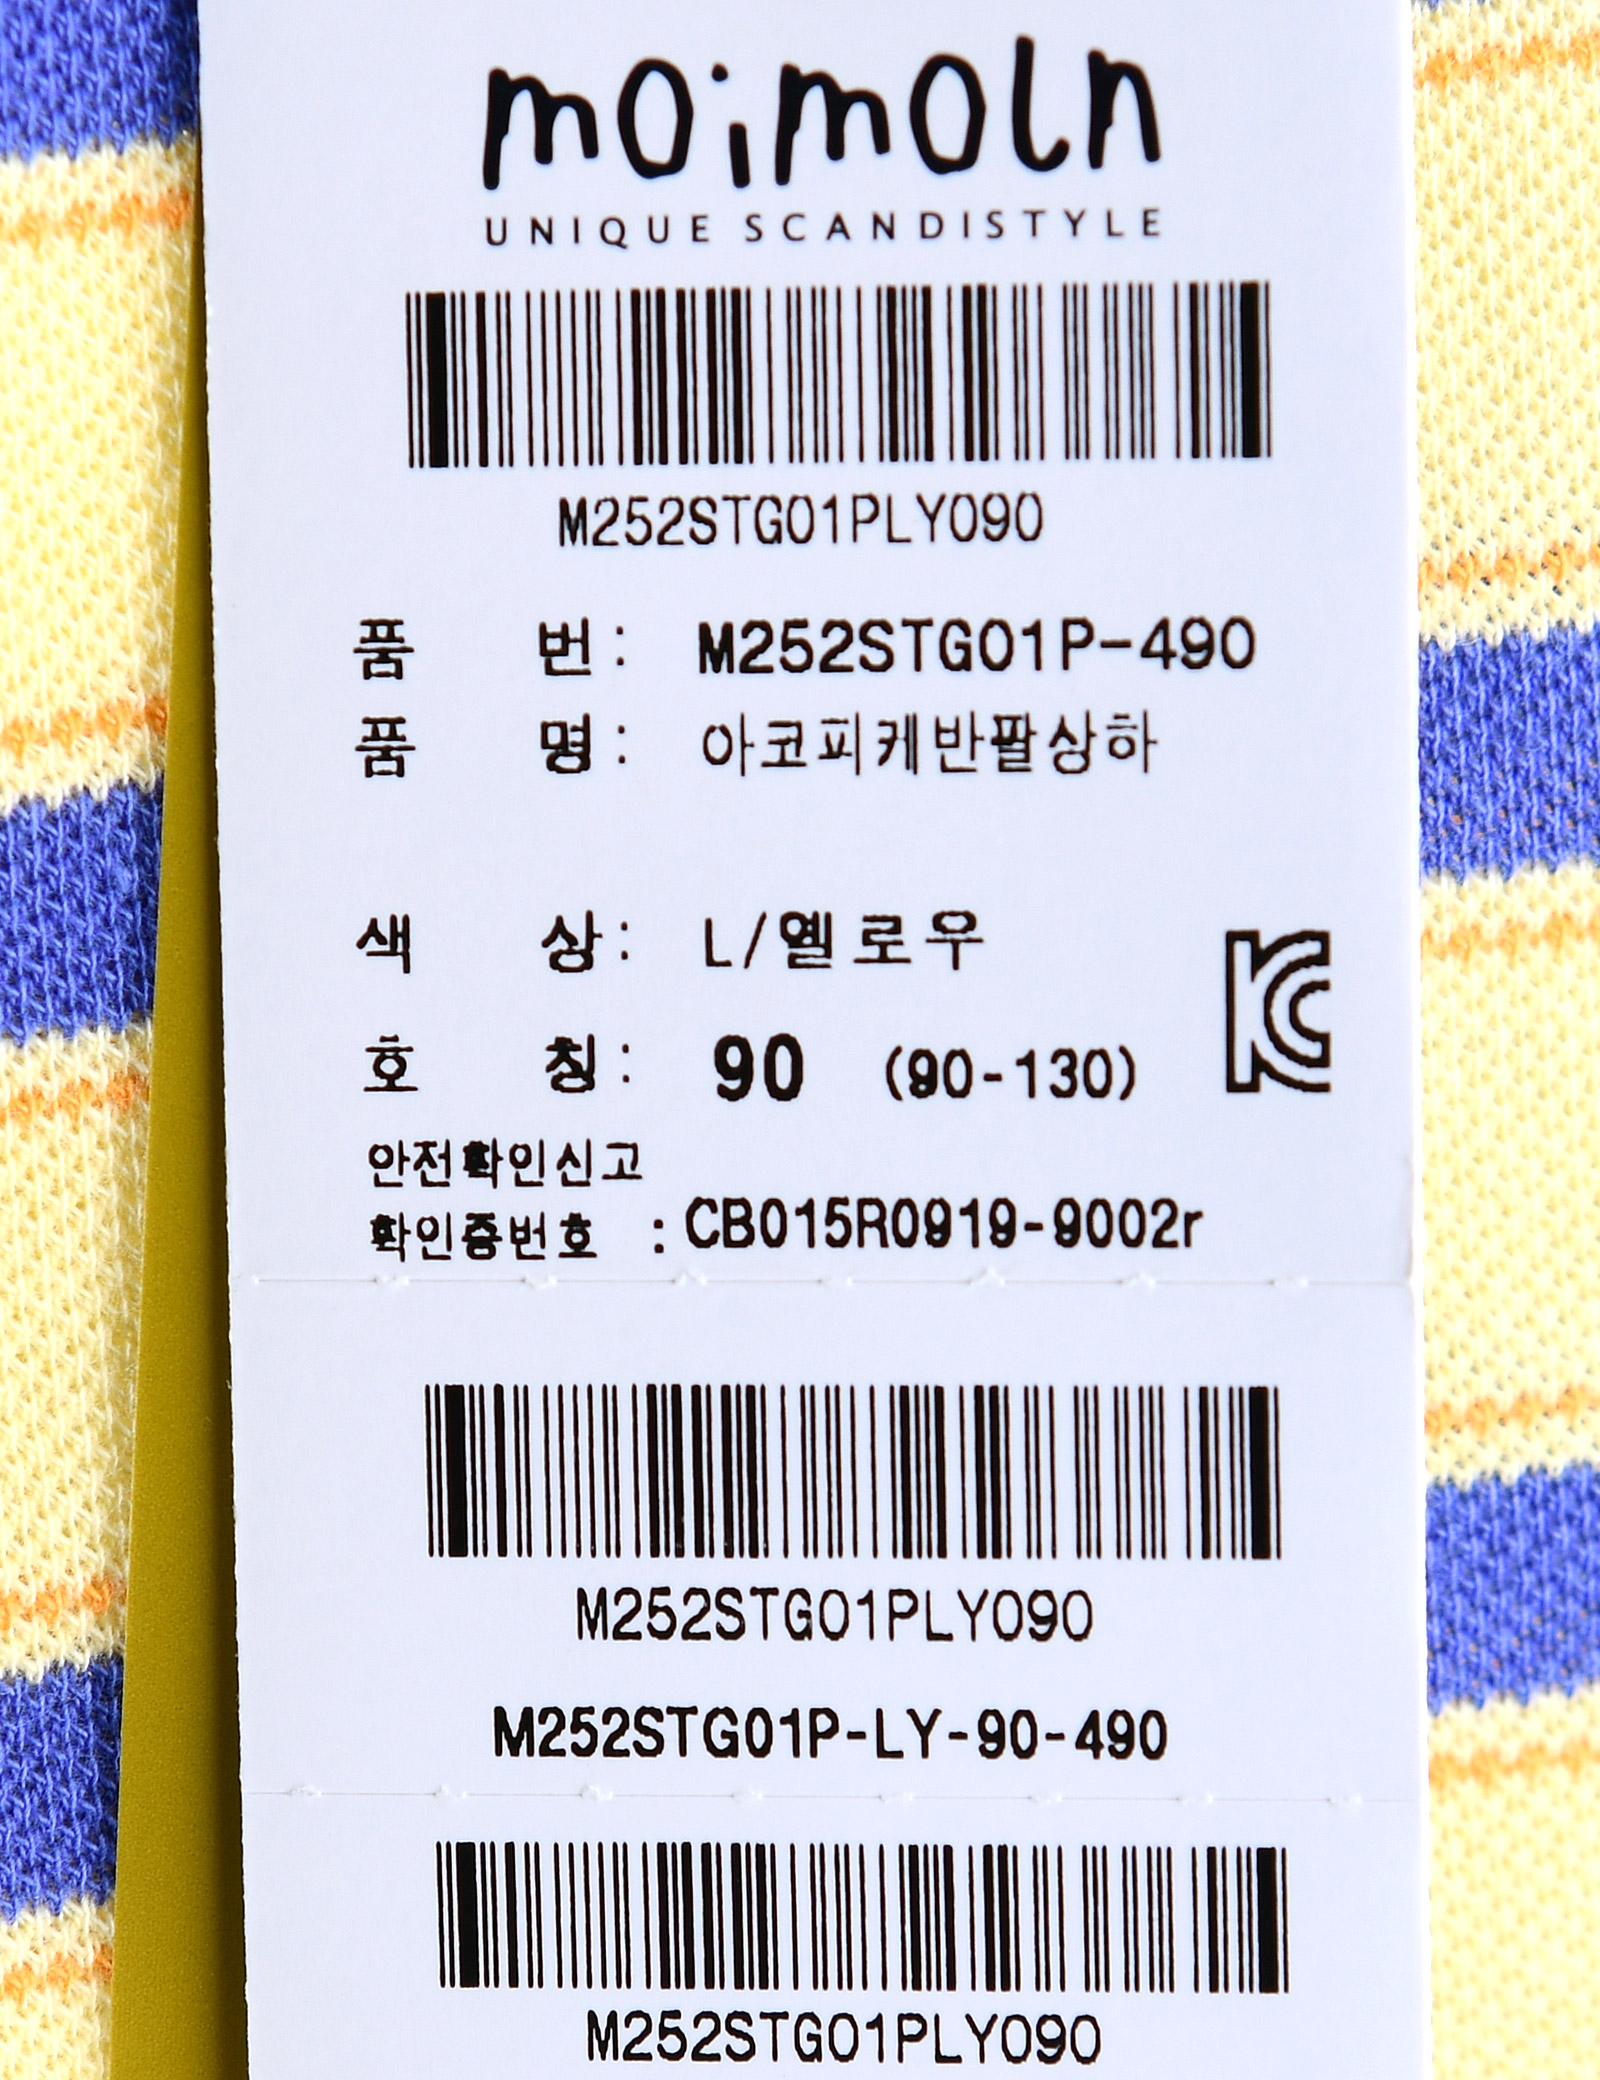 moimoln
UNIQUE SCANDISTYLE
M252STG01PLY090
품 번: M252STG01P-490
품 명: 아코피케반팔상하
색 상: L/옐로우
호 칭: 90 (90-130)
안전확인신고
확인증번호 : CB015R0919-9002r
M252STG01PLY090
M252STG01P-LY-90-490
M252STG01PLY090